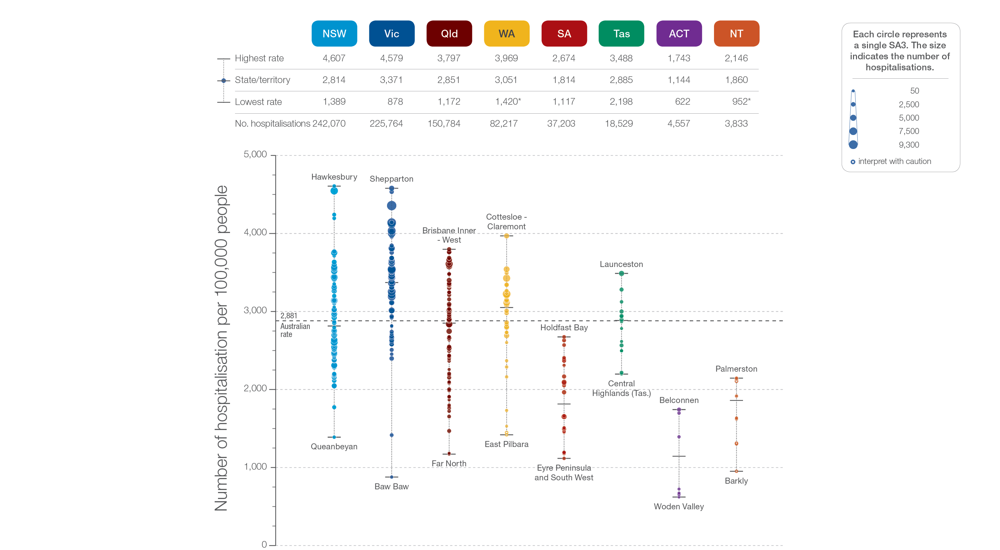 NSW Vic Qld WA SA Tas ACT NT
Highest rate 4,607 4,579 3,797 3,969 2,674 3,488 1,743 2,146
State/territory 2,814 3,371 2,851 3,051 1,814 2,885 1,144 1,860
Lowest rate 1,389 878 1,172 1,420* 1,117 2,198 622 952*
No. hospitalisations 242,070 225,764 150,784 82,217 37,203 18,529 4,557 3,833
Each circle represents
a single SA3. The size
indicates the number of
hospitalisations.
50
2,500
5,000
7,500
9,300
interpret with caution
Number of hospitalisation per 100,000 people
5,000
4,000
3,000
2,000
1,000
0
2,881
Australian
rate
Hawkesbury
Queanbeyan
Shepparton
Baw Baw
Brisbane Inner
- West
Far North
Cottesloe -
Claremont
East Pilbara
Holdfast Bay
Eyre Peninsula
and South West
Launceston
Central
Highlands (Tas.)
Belconnen
Woden Valley
Palmerston
Barkly